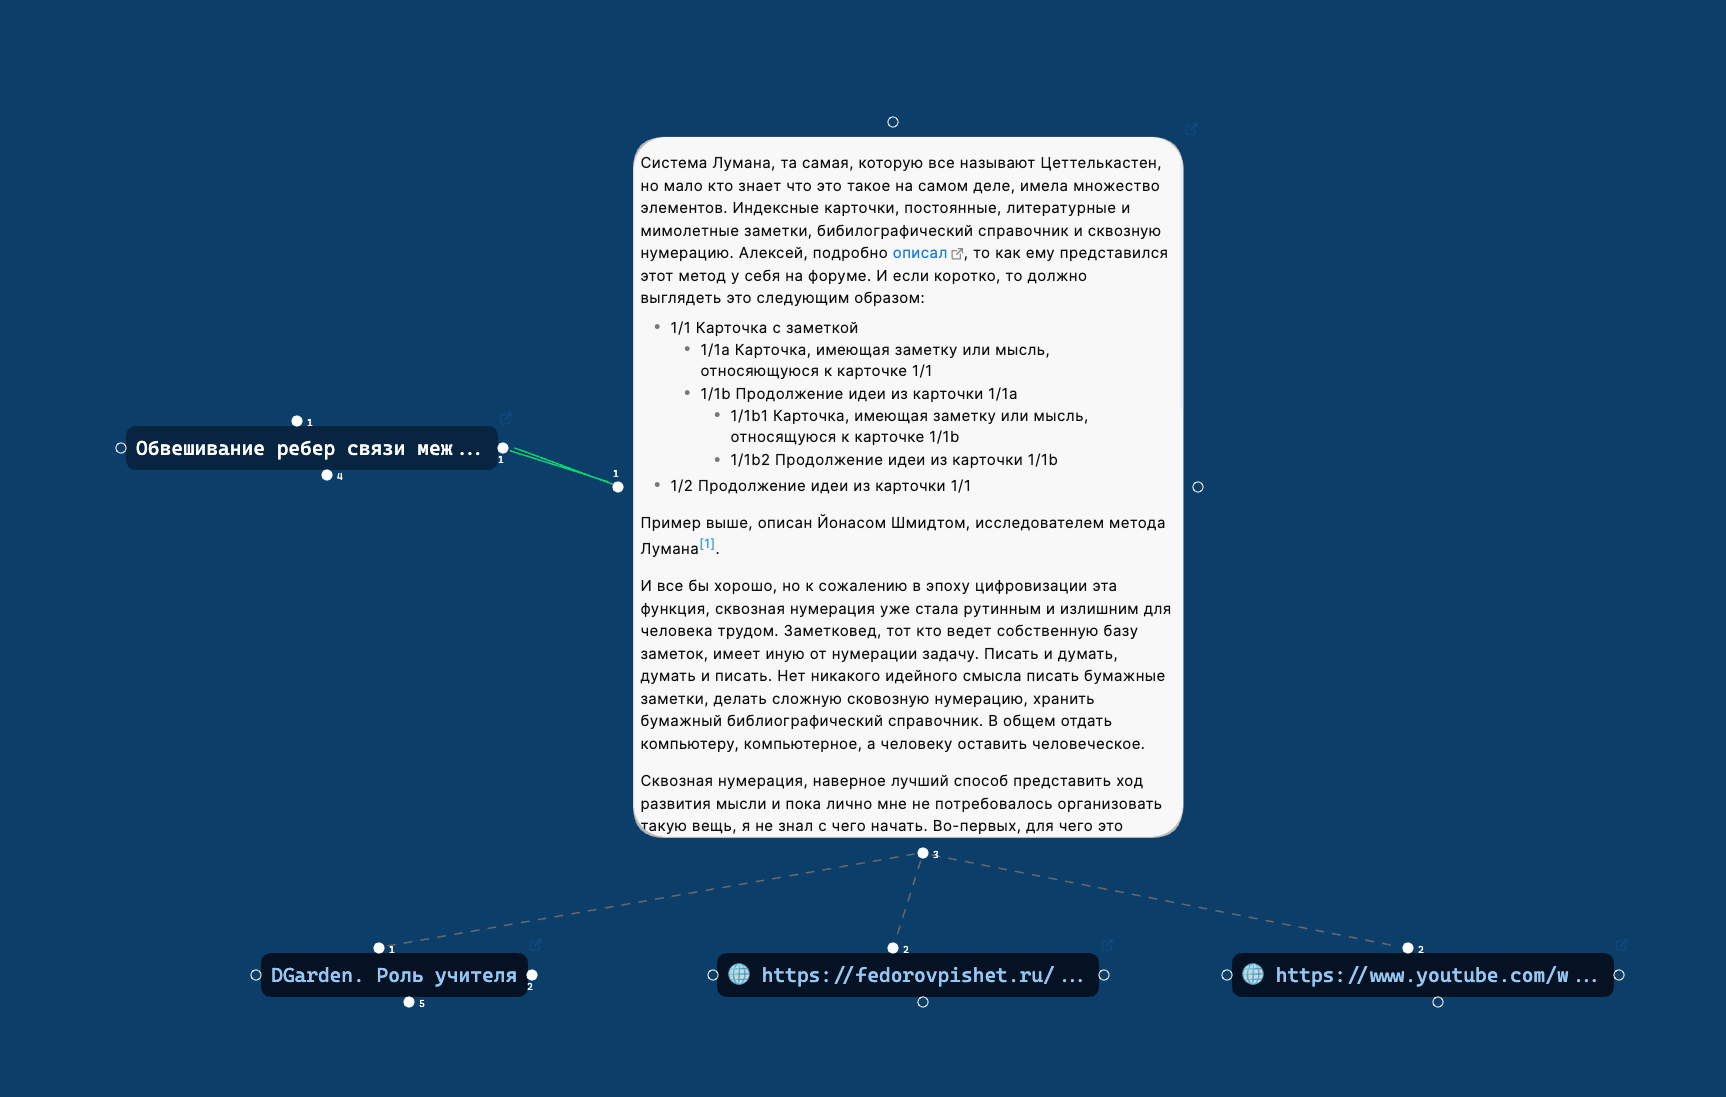 Система Лумана, та самая, которую все называют Цеттелькастен,
но мало кто знает что это такое на самом деле, имела множество
элементов. Индексные карточки, постоянные, литературные и
мимолетные заметки, бибилографический справочник и сквозную
нумерацию. Алексей, подробно описал, то как ему представился
этот метод у себя на форуме. И если коротко, то должно
выглядеть это следующим образом:
• 1/1 Карточка с заметкой
• 1/1a Карточка, имеющая заметку или мысль,
относяющуюся к карточке 1/1
• 1/1b Продолжение идеи из карточки 1/1a
• 1/1b1 Карточка, имеющая заметку или мысль,
относящуюся к карточке 1/1b
• 1/1b2 Продолжение идеи из карточки 1/1b
• 1/2 Продолжение идеи из карточки 1/1
Пример выше, описан Йонасом Шмидтом, исследователем метода
Лумана[1].
И все бы хорошо, но к сожалению в эпоху цифровизации эта
функция, сквозная нумерация уже стала рутинным и излишним для
человека трудом. Заметковед, тот кто ведет собственную базу
заметок, имеет иную от нумерации задачу. Писать и думать,
думать и писать. Нет никакого идейного смысла писать бумажные
заметки, делать сложную сковозную нумерацию, хранить
бумажный библиографический справочник. В общем отдать
компьютеру, компьютерное, а человеку оставить человеческое.
Сквозная нумерация, наверное лучший способ представить ход
развития мысли и пока лично мне не потребовалось организовать
такую вещь, я не знал с чего начать. Во-первых, для чего это
1
Обвешивание ребер связи меж...
1
4
1
3
1
DGarden. Роль учителя
2
5
2
https://fedorovpishet.ru/...
2
https://www.youtube.com/w...